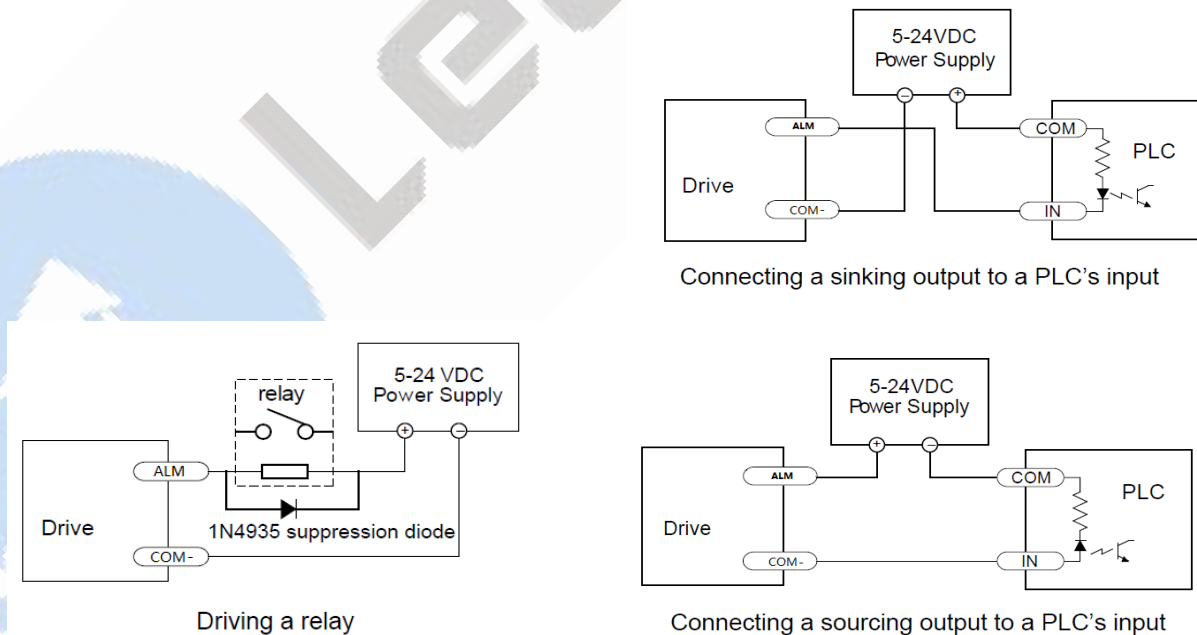 Lea
5-24VDC
Power Supply
ALM
COM
PLC
Drive
COM-
IN
Connecting a sinking output to a PLC’s input
5-24 VDC
Power Supply
relay
ALM
Drive
1N4935 suppression diode
COM-
Driving a relay
5-24VDC
Power Supply
ALM
COM
PLC
Drive
COM-
IN
Connecting a sourcing output to a PLC’s input